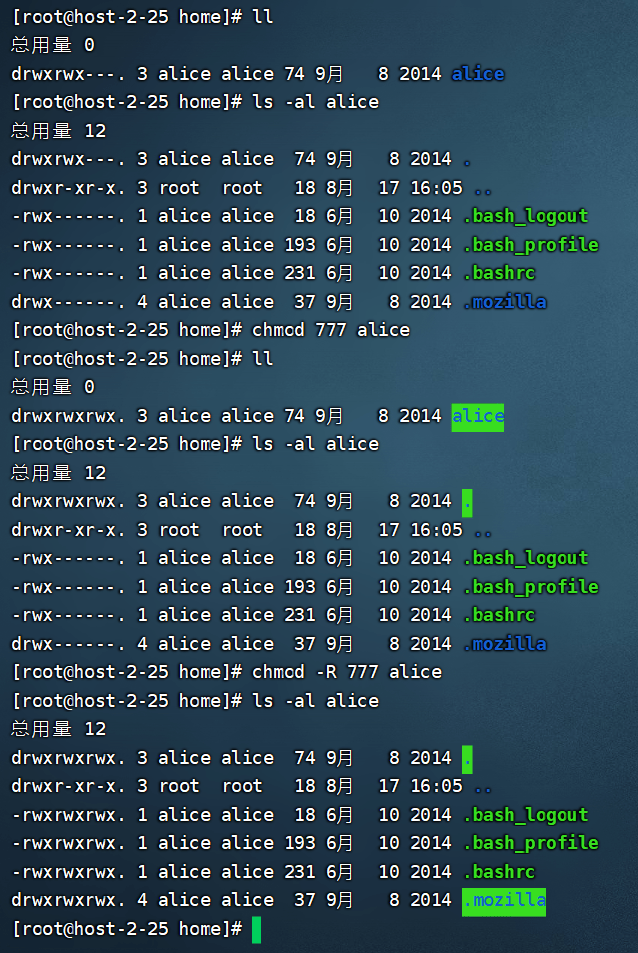 [root@host-2-25 home]# ll
总用量 0
drwxrwx---. 3 alice alice 74 9月   8 2014 alice
[root@host-2-25 home]# ls -al alice
总用量 12
drwxrwx---. 3 alice alice  74 9月   8 2014 .
drwxr-xr-x. 3 root  root   18 8月  17 16:05 ..
-rwx------. 1 alice alice  18 6月  10 2014 .bash_logout
-rwx------. 1 alice alice 193 6月  10 2014 .bash_profile
-rwx------. 1 alice alice 231 6月  10 2014 .bashrc
drwx------. 4 alice alice  37 9月   8 2014 .mozilla
[root@host-2-25 home]# chmod 777 alice
[root@host-2-25 home]# ll
总用量 0
drwxrwxrwx. 3 alice alice 74 9月   8 2014 alice
[root@host-2-25 home]# ls -al alice
总用量 12
drwxrwxrwx. 3 alice alice  74 9月   8 2014 .
drwxr-xr-x. 3 root  root   18 8月  17 16:05 ..
-rwx------. 1 alice alice  18 6月  10 2014 .bash_logout
-rwx------. 1 alice alice 193 6月  10 2014 .bash_profile
-rwx------. 1 alice alice 231 6月  10 2014 .bashrc
drwx------. 4 alice alice  37 9月   8 2014 .mozilla
[root@host-2-25 home]# chmod -R 777 alice
[root@host-2-25 home]# ls -al alice
总用量 12
drwxrwxrwx. 3 alice alice  74 9月   8 2014 .
drwxr-xr-x. 3 root  root   18 8月  17 16:05 ..
-rwxrwxrwx. 1 alice alice  18 6月  10 2014 .bash_logout
-rwxrwxrwx. 1 alice alice 193 6月  10 2014 .bash_profile
-rwxrwxrwx. 1 alice alice 231 6月  10 2014 .bashrc
drwxrwxrwx. 4 alice alice  37 9月   8 2014 .mozilla
[root@host-2-25 home]#